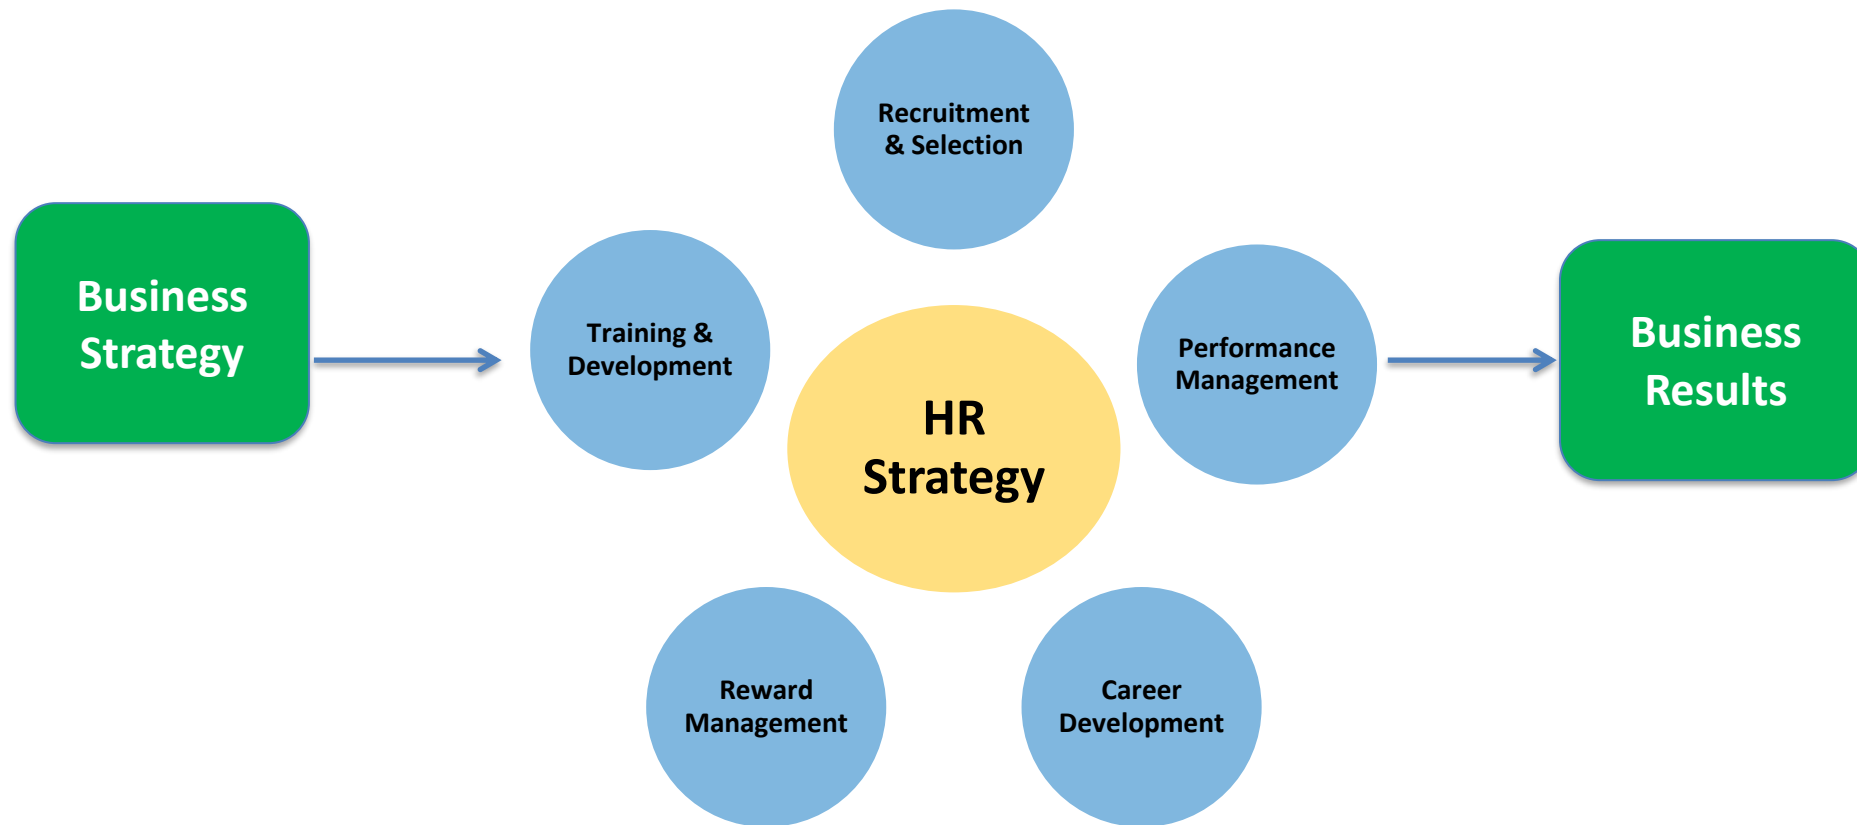 Recruitment
& Selection
Business
Strategy
Training &
Development
HR
Strategy
Performance
Management
Business
Results
Reward
Management
Career
Development